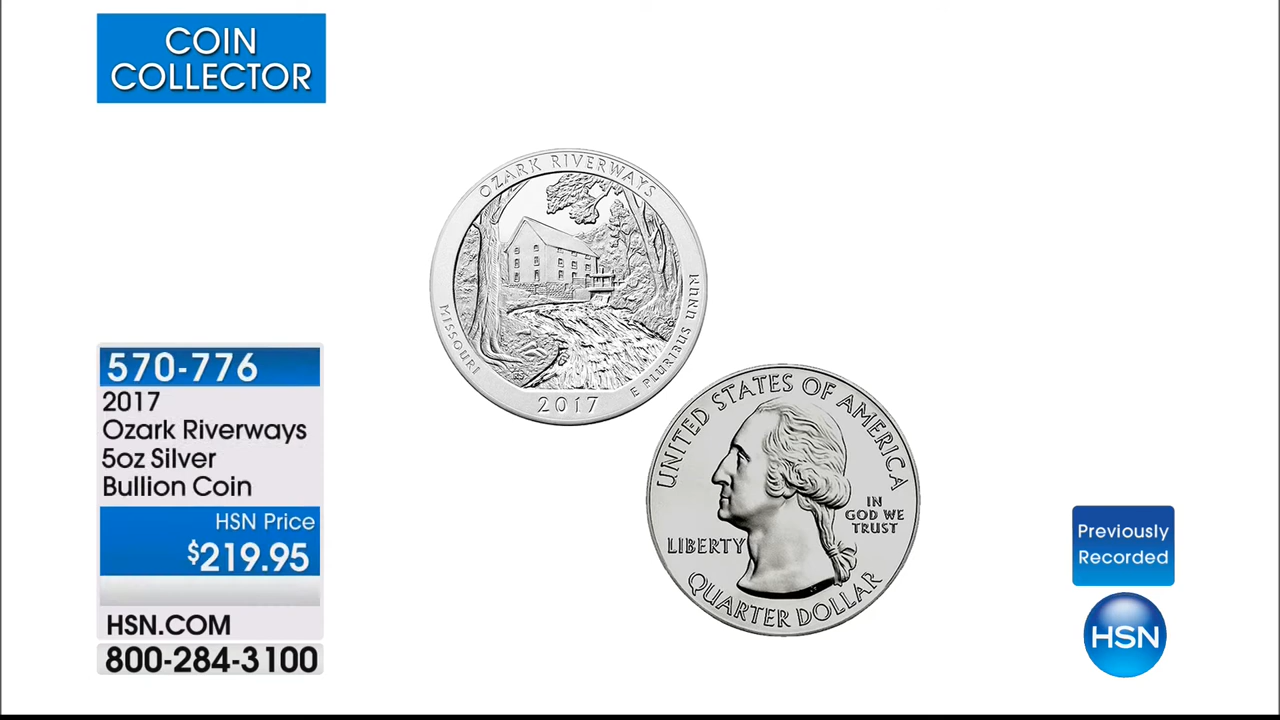 COIN
COLLECTOR
OZARK RIVERWAYS
MISSOURI
E PLURIBUS UNUM
2017
570-776
2017
Ozark Riverways
5oz Silver
Bullion Coin
HSN Price
$219.95
HSN.COM
800-284-3100
UNITED STATES OF AMERICA
IN
GOD WE
TRUST
LIBERTY
QUARTER DOLLAR
Previously
Recorded
HSN